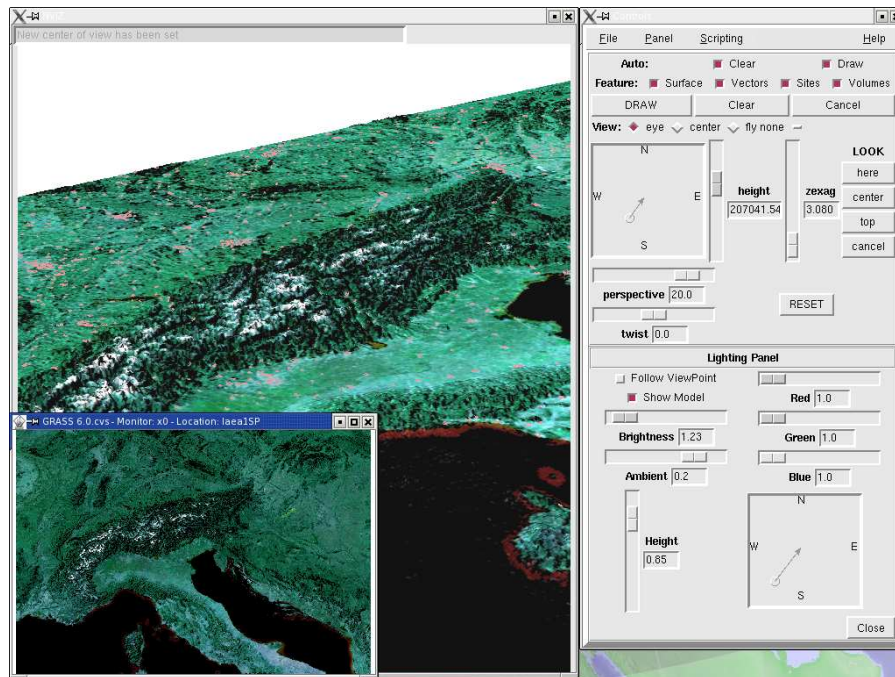 New center of view has been set
GRASS 6.0.cvs - Monitor: x0 - Location: laea1SP
File Panel Scripting Help
Auto: Clear Draw
Feature: Surface Vectors Sites Volumes
DRAW Clear Cancel
View: eye center fly none
N
W E
S
height
207041.54
zexag
3.080
LOOK
here
center
top
cancel
perspective 20.0
twist 0.0
RESET
Lighting Panel
Follow ViewPoint
Show Model
Red 1.0
Brightness 1.23
Green 1.0
Ambient 0.2
Blue 1.0
Height
0.85
N
W E
S
Close